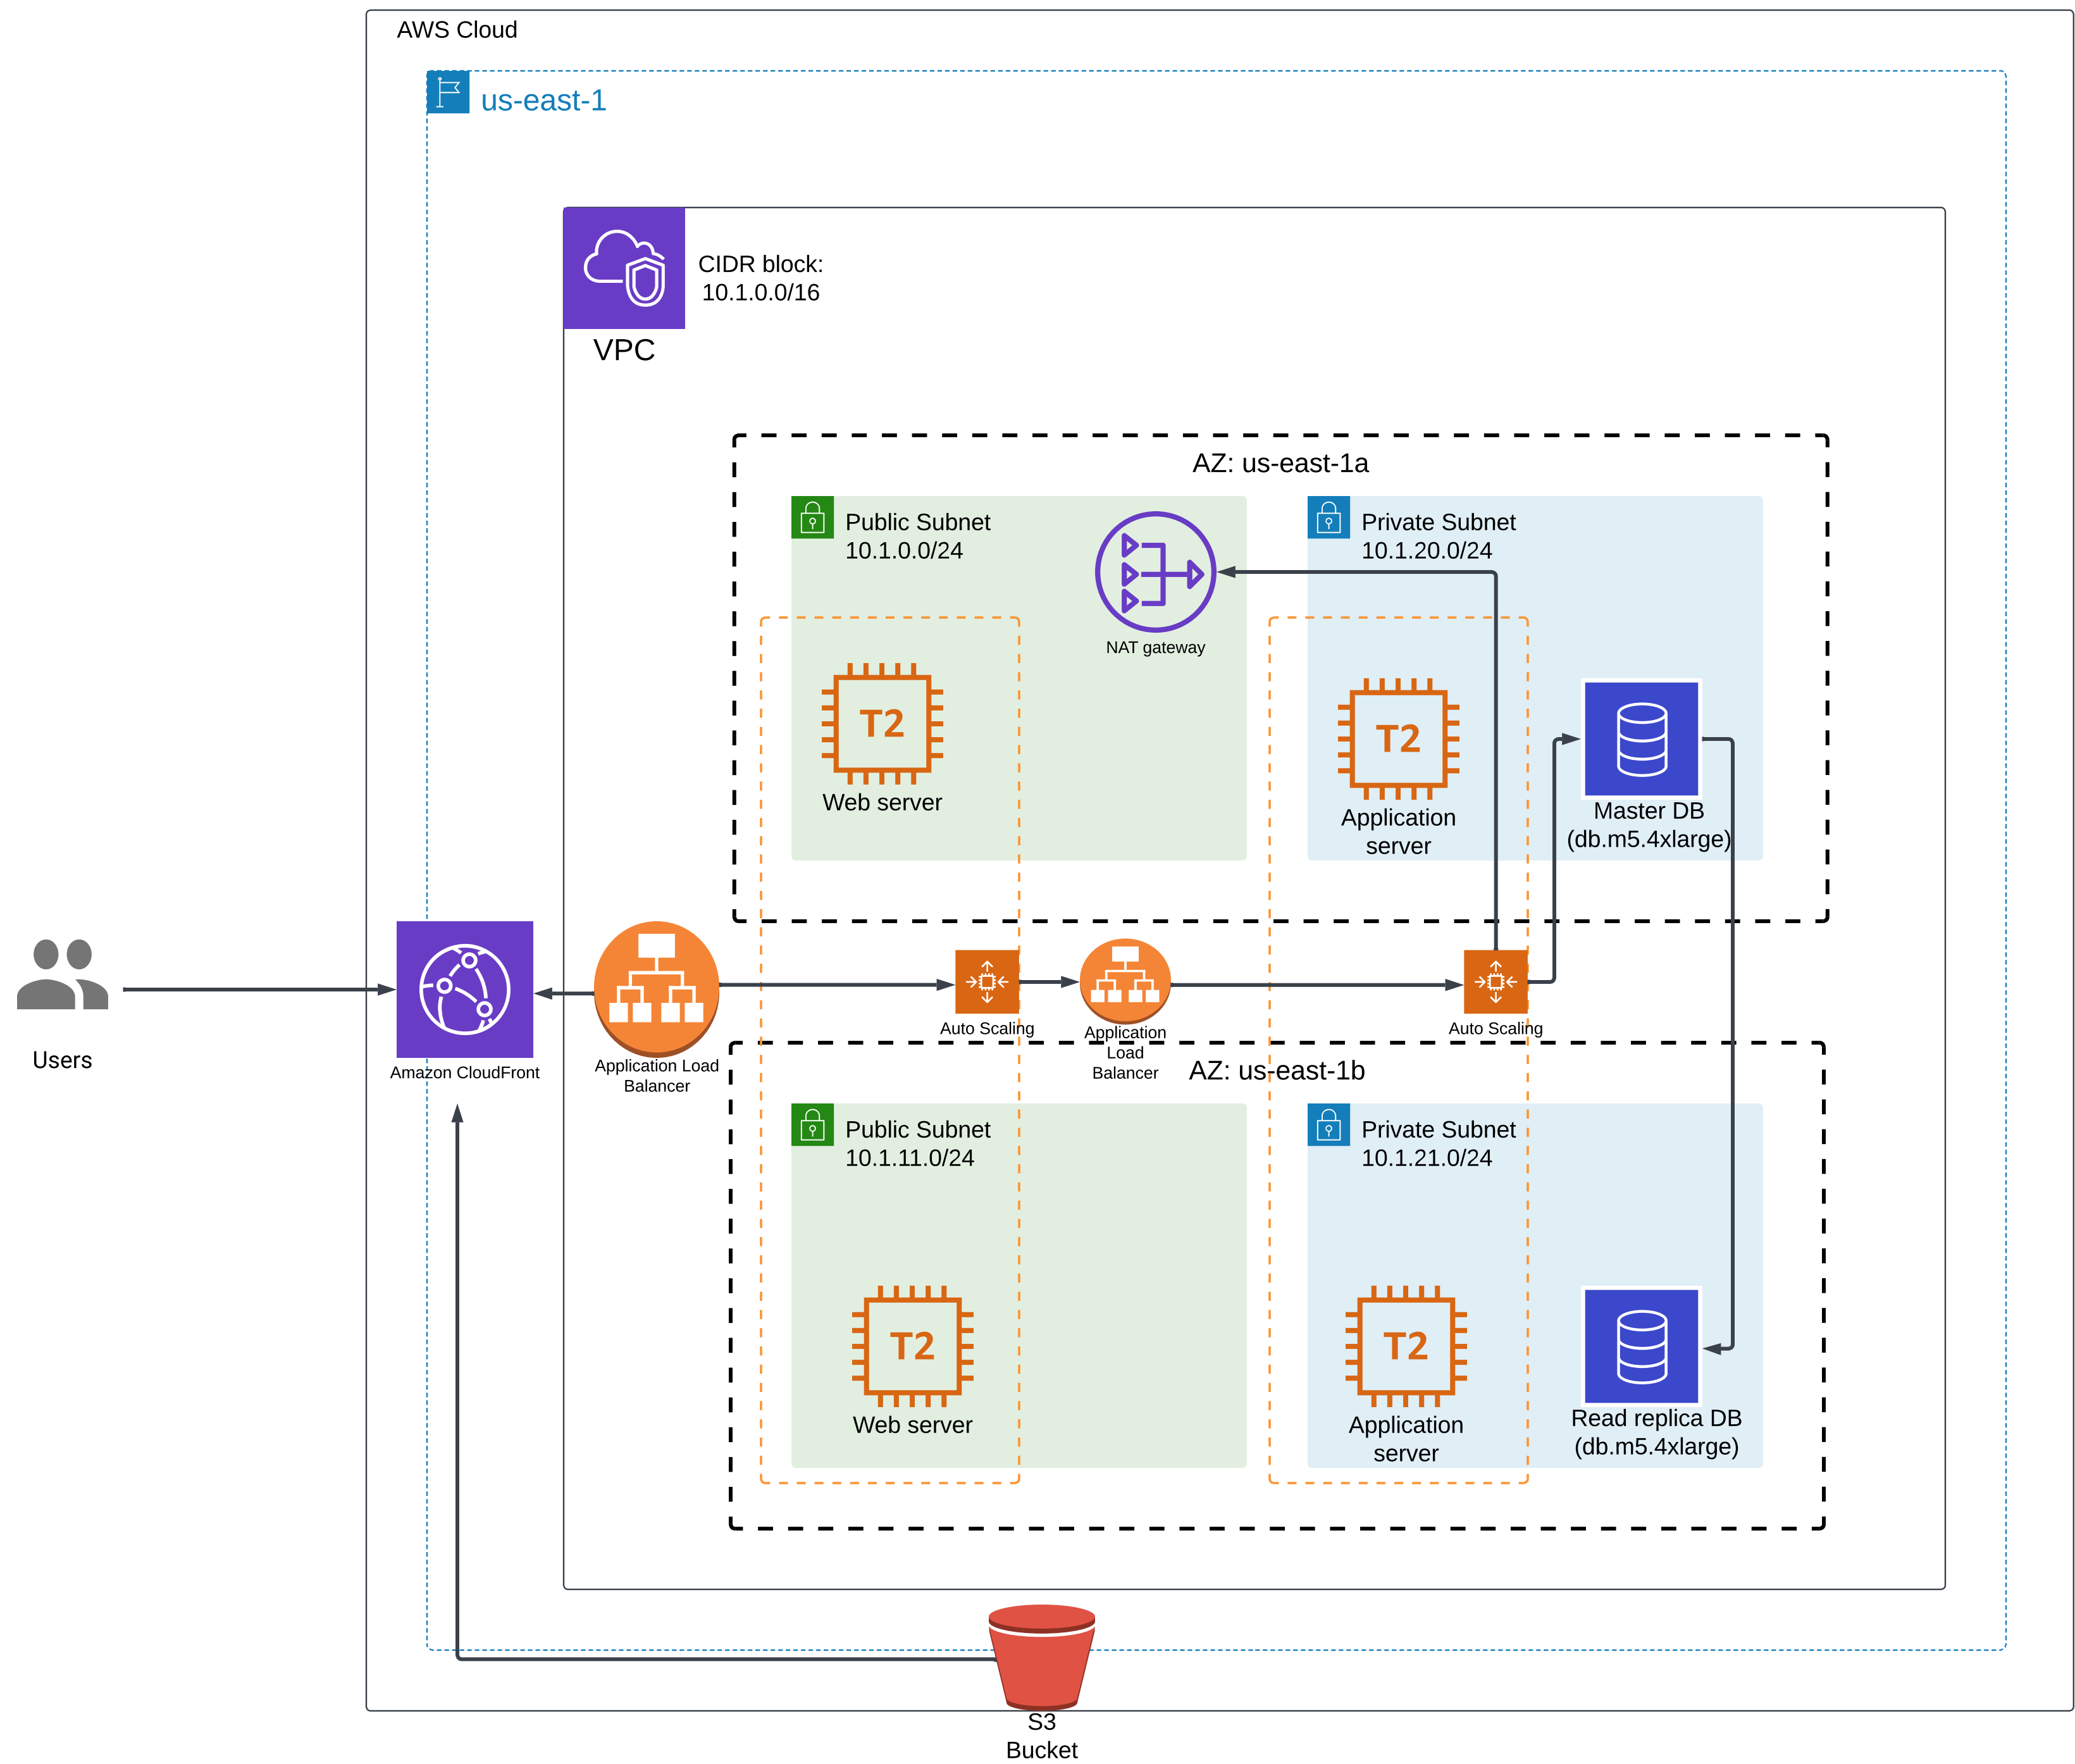 AWS Cloud
us-east-1
CIDR block:
10.1.0.0/16
VPC
AZ: us-east-1a
Public Subnet
10.1.0.0/24
NAT gateway
Private Subnet
10.1.20.0/24
T2
Web server
T2
Application
server
Master DB
(db.m5.4xlarge)
Users
Amazon CloudFront
Application Load
Balancer
Auto Scaling
Application
Load
Balancer
Auto Scaling
AZ: us-east-1b
Public Subnet
10.1.11.0/24
Private Subnet
10.1.21.0/24
T2
Web server
T2
Application
server
Read replica DB
(db.m5.4xlarge)
S3
Bucket